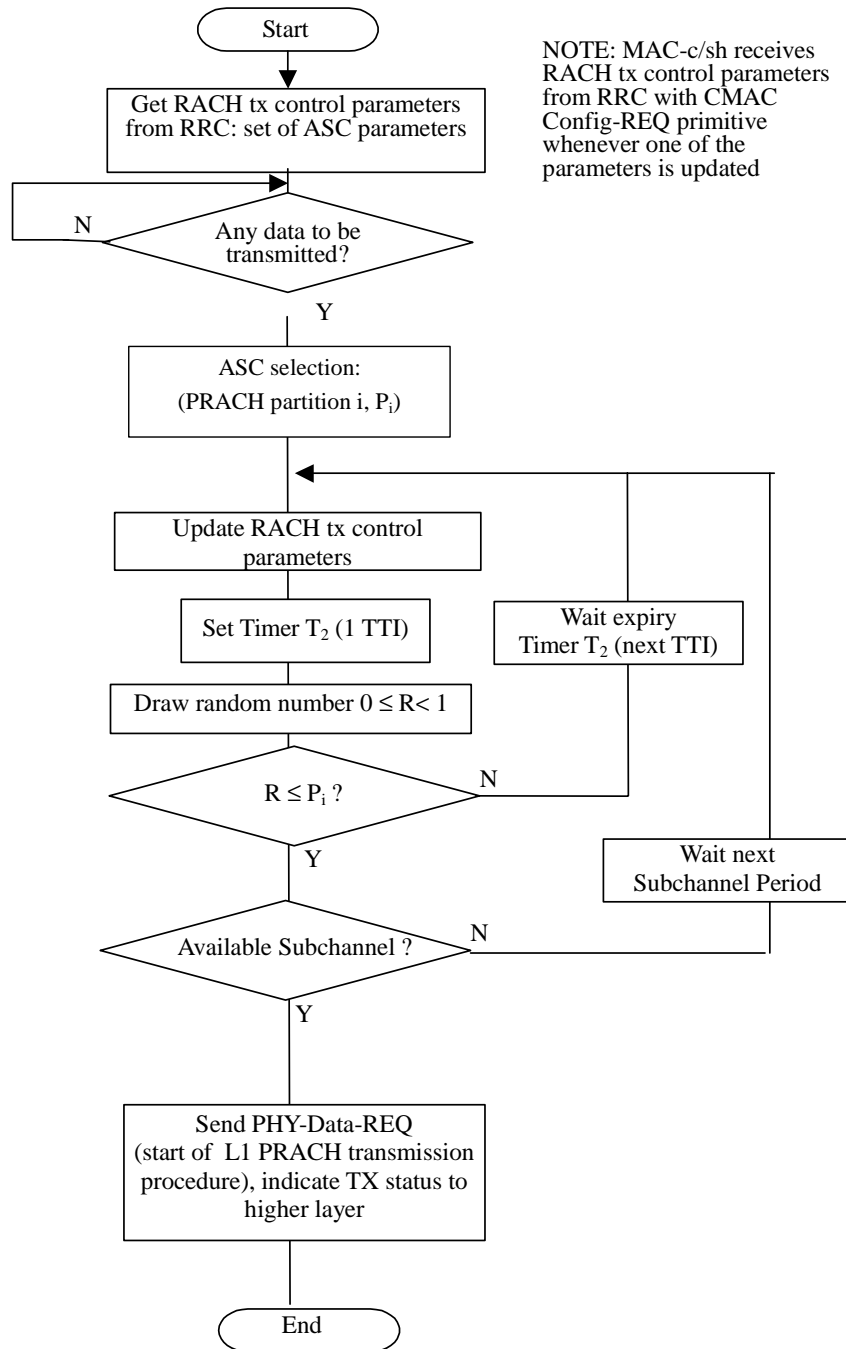 Start
NOTE: MAC-c/sh receives
RACH tx control parameters
from RRC with CMAC
Config-REQ primitive
whenever one of the
parameters is updated
Get RACH tx control parameters
from RRC: set of ASC parameters
N
Any data to be
transmitted?
Y
ASC selection:
(PRACH partition i, Pᵢ)
Update RACH tx control
parameters
Set Timer T₂ (1 TTI)
Wait expiry
Timer T₂ (next TTI)
Draw random number 0 ≤ R< 1
R ≤ Pᵢ ?
N
Y
Wait next
Subchannel Period
Available Subchannel ?
N
Y
Send PHY-Data-REQ
(start of L1 PRACH transmission
procedure), indicate TX status to
higher layer
End